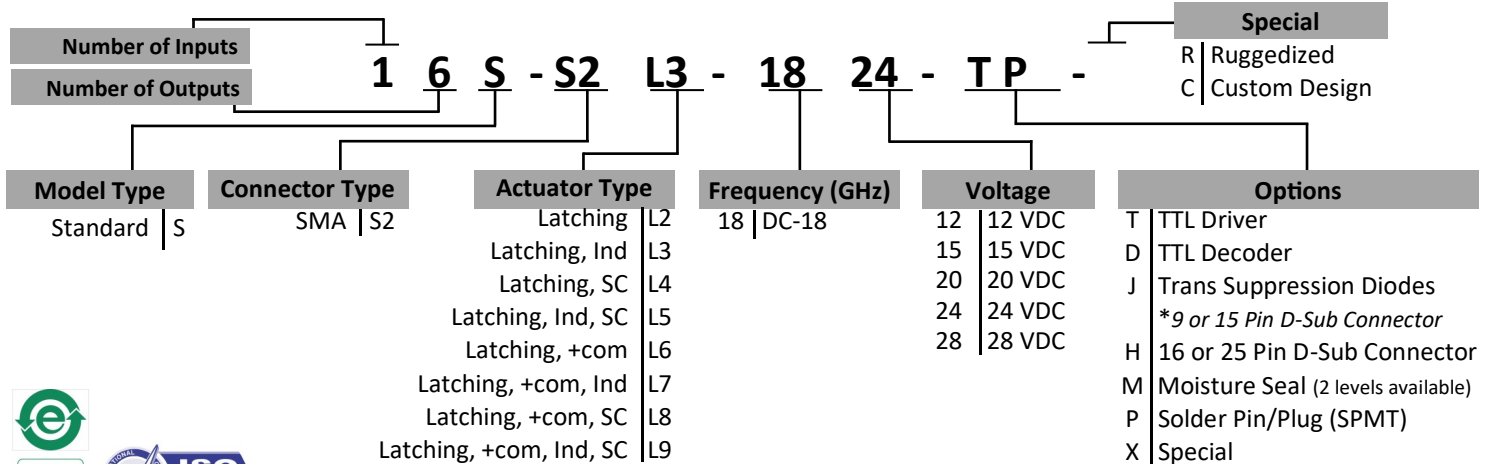 Special
Number of Inputs
R Ruggedized
1 6 S - S2 L3 - 18 24 - T P -
Number of Outputs
C Custom Design
Model Type
Standard S
Connector Type
SMA S2
Actuator Type
Latching L2
Latching, Ind L3
Latching, SC L4
Latching, Ind, SC L5
Latching, +com L6
Latching, +com, Ind L7
Latching, +com, SC L8
Latching, +com, Ind, SC L9
Frequency (GHz)
18 DC-18
Voltage
12 12 VDC
15 15 VDC
20 20 VDC
24 24 VDC
28 28 VDC
Options
T TTL Driver
D TTL Decoder
J Trans Suppression Diodes
*9 or 15 Pin D-Sub Connector
H 16 or 25 Pin D-Sub Connector
M Moisture Seal (2 levels available)
P Solder Pin/Plug (SPMT)
X Special
e